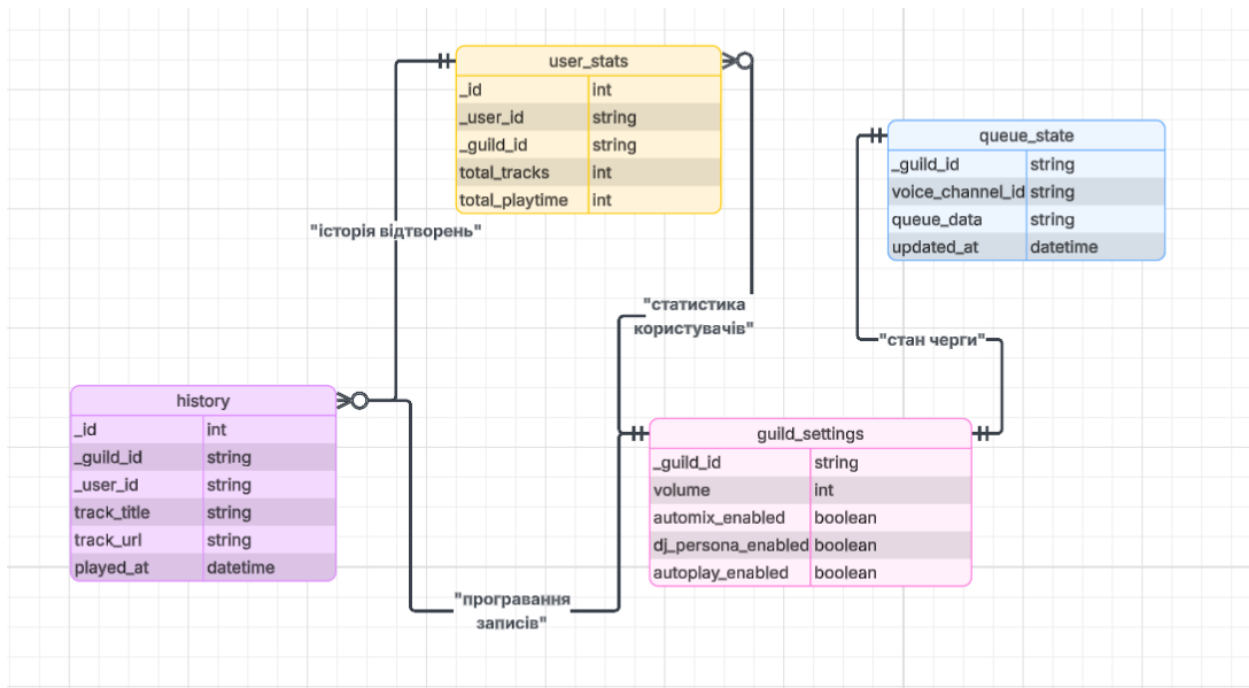 user_stats
_id int
_user_id string
_guild_id string
total_tracks int
total_playtime int
queue_state
_guild_id string
voice_channel_id string
queue_data string
updated_at datetime
"історія відтворень"
"статистика
користувачів"
"стан черги"
history
_id int
_guild_id string
_user_id string
track_title string
track_url string
played_at datetime
guild_settings
_guild_id string
volume int
automix_enabled boolean
dj_persona_enabled boolean
autoplay_enabled boolean
"програвання
записів"